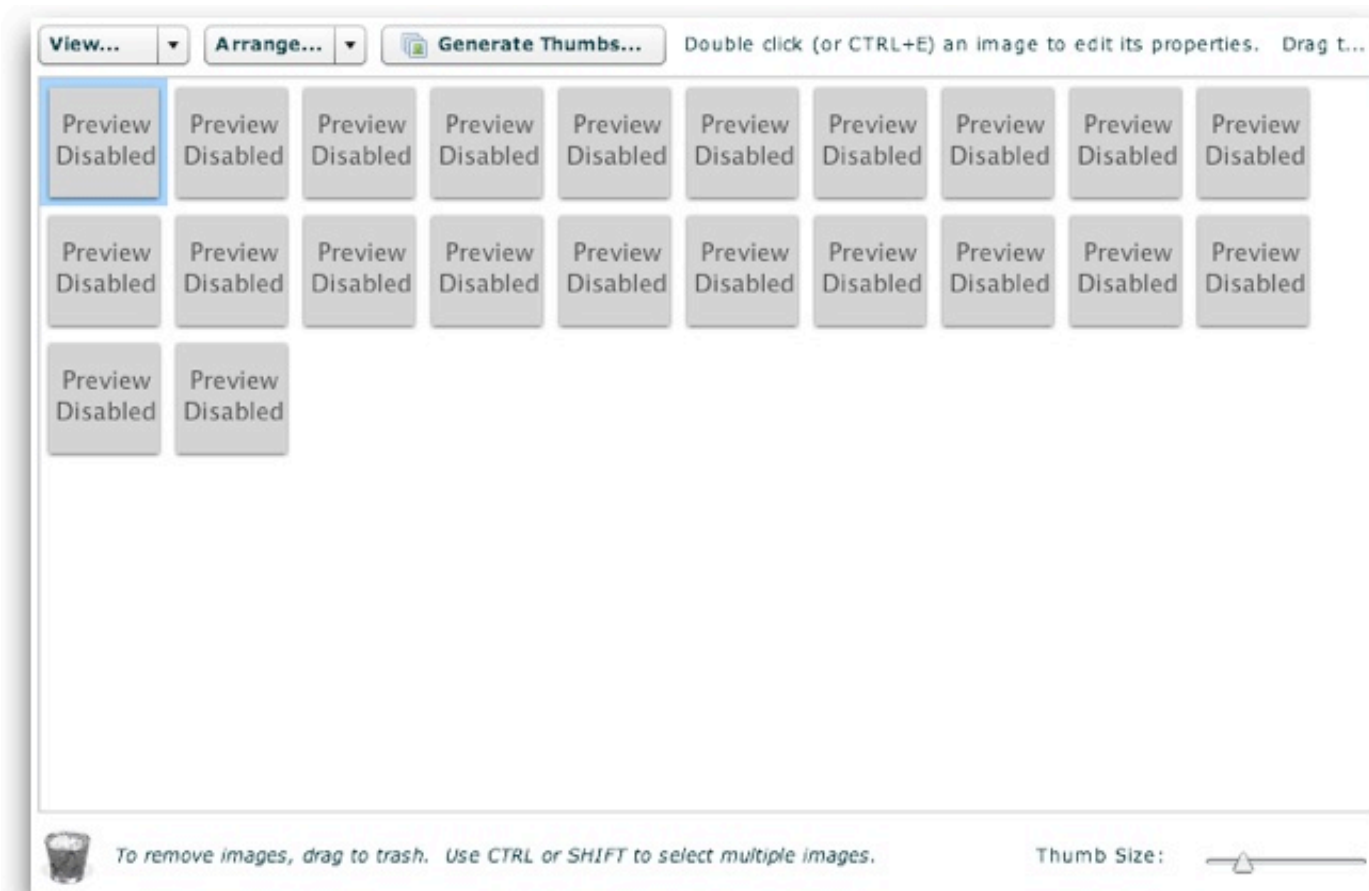 View... Arrange... Generate Thumbs... Double click (or CTRL+E) an image to edit its properties. Drag t...
Preview Preview Preview Preview Preview Preview Preview Preview Preview Preview
Disabled Disabled Disabled Disabled Disabled Disabled Disabled Disabled Disabled Disabled
Preview Preview Preview Preview Preview Preview Preview Preview Preview Preview
Disabled Disabled Disabled Disabled Disabled Disabled Disabled Disabled Disabled Disabled
Preview Preview
Disabled Disabled
To remove images, drag to trash. Use CTRL or SHIFT to select multiple images. Thumb Size: